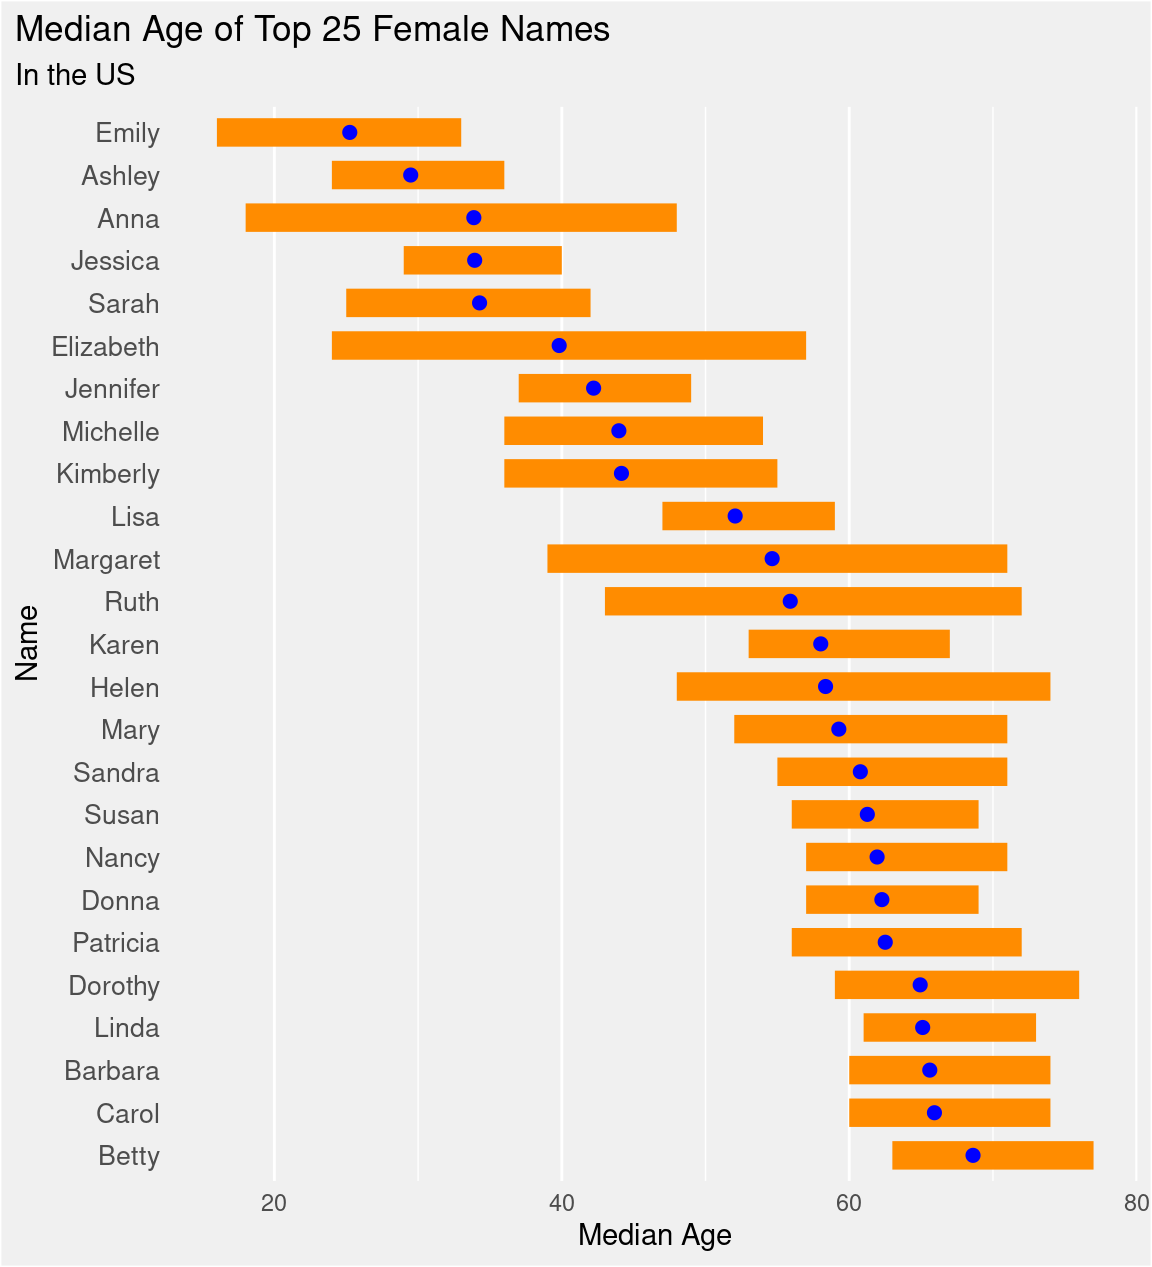 Median Age of Top 25 Female Names
In the US
Name
Emily
Ashley
Anna
Jessica
Sarah
Elizabeth
Jennifer
Michelle
Kimberly
Lisa
Margaret
Ruth
Karen
Helen
Mary
Sandra
Susan
Nancy
Donna
Patricia
Dorothy
Linda
Barbara
Carol
Betty
20 40 60 80
Median Age